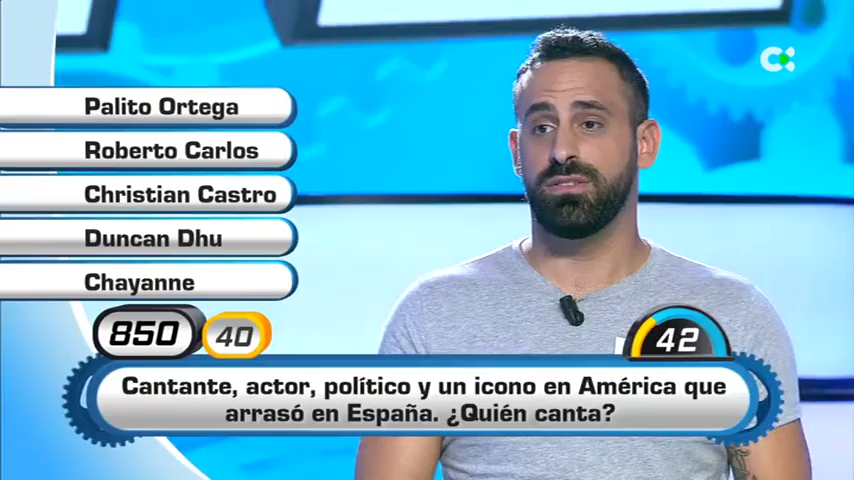 Palito Ortega
Roberto Carlos
Christian Castro
Duncan Dhu
Chayanne
850
40
42
Cantante, actor, político y un icono en América que
arrasó en España. ¿Quién canta?